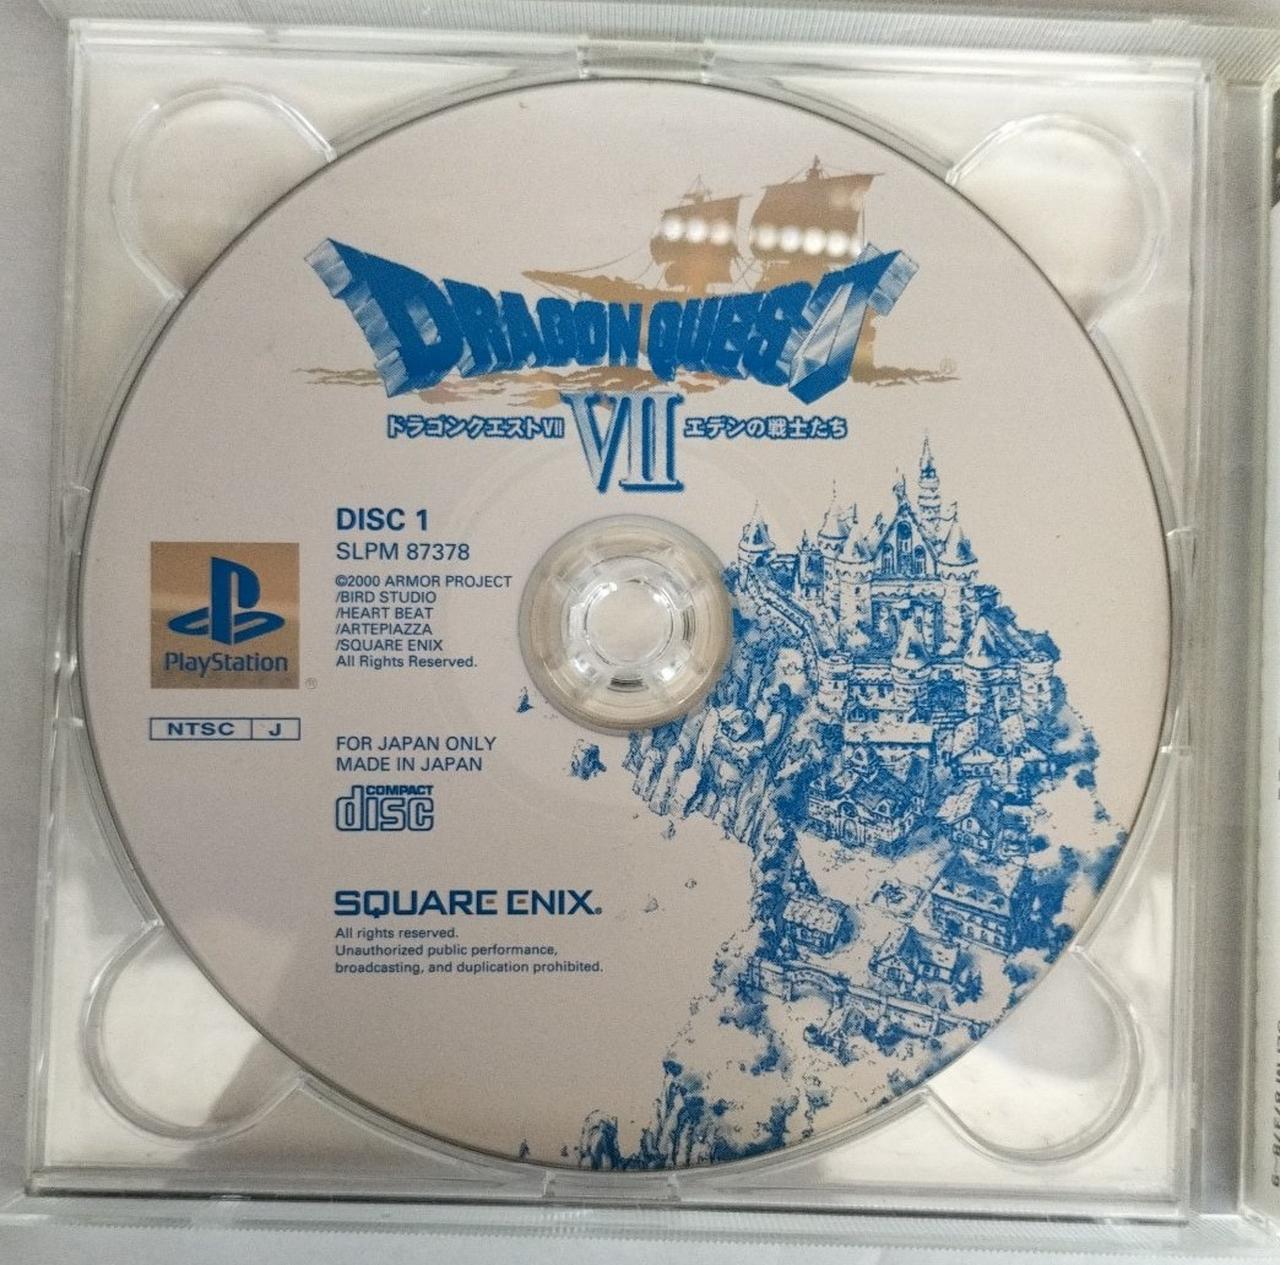 DRAGON QUEST
®
ドラゴンクエストVII VII エデンの戦士たち
DISC 1
SLPM 87378
©2000 ARMOR PROJECT
/BIRD STUDIO
/HEART BEAT
/ARTEPIAZZA
/SQUARE ENIX
All Rights Reserved.
PlayStation
®
NTSC J
FOR JAPAN ONLY
MADE IN JAPAN
COMPACT
disc
SQUARE ENIX®
All rights reserved.
Unauthorized public performance,
broadcasting, and duplication prohibited.